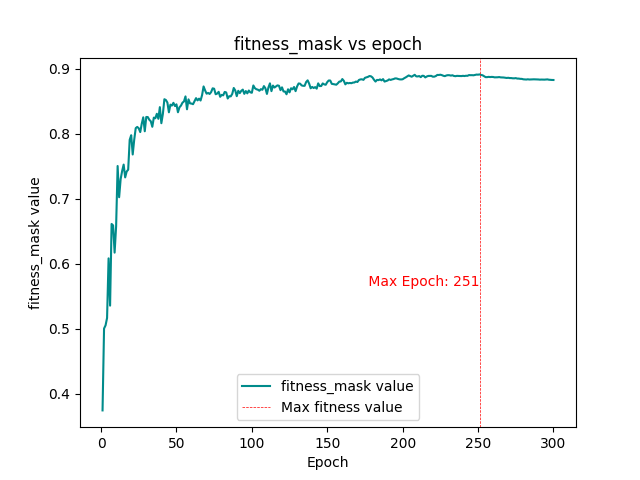 fitness_mask vs epoch
fitness_mask value
0.9
0.8
0.7
0.6
0.5
0.4
Max Epoch: 251
fitness_mask value
Max fitness value
0 50 100 150 200 250 300
Epoch